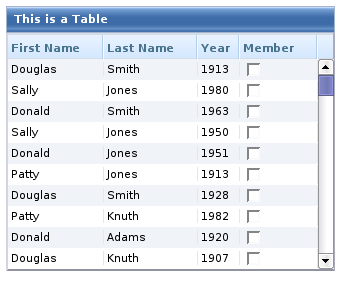 This is a Table
First Name Last Name Year Member
Douglas Smith 1913
Sally Jones 1980
Donald Smith 1963
Sally Jones 1950
Donald Jones 1951
Patty Jones 1913
Douglas Smith 1928
Patty Knuth 1982
Donald Adams 1920
Douglas Knuth 1907